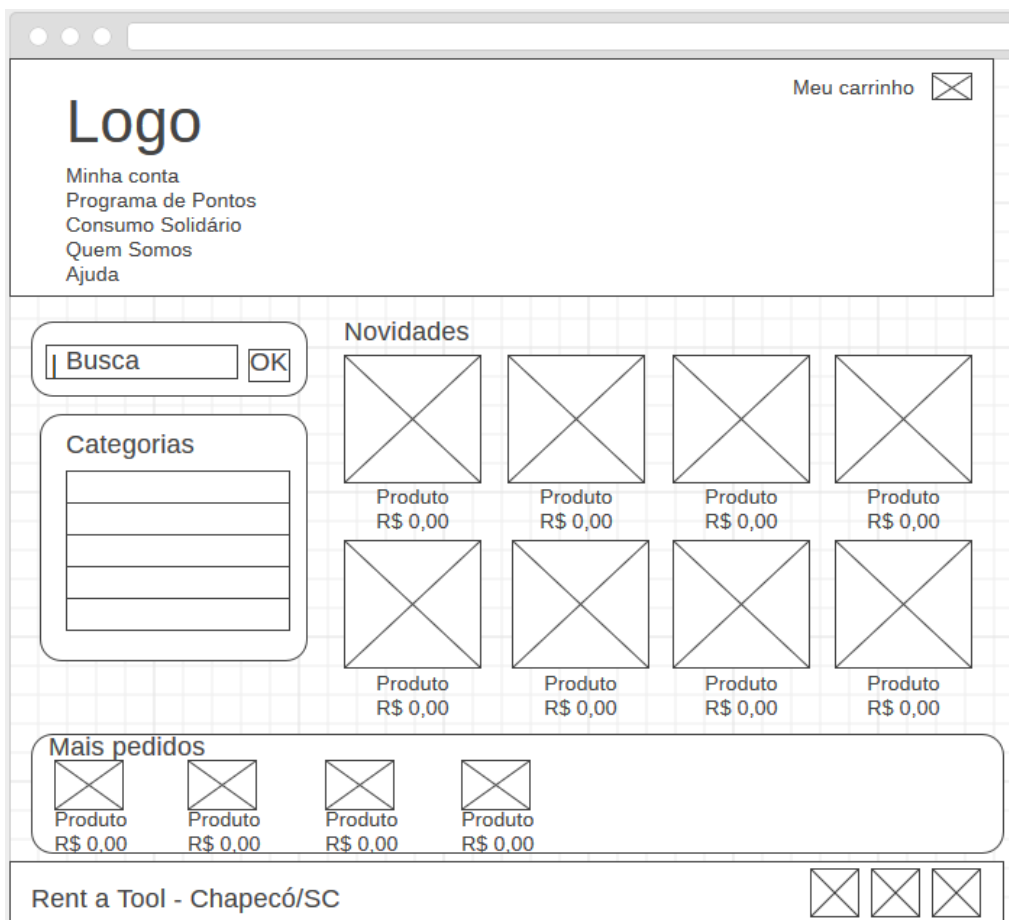 Meu carrinho
Logo
Minha conta
Programa de Pontos
Consumo Solidário
Quem Somos
Ajuda
Busca OK
Categorias
Novidades
Produto Produto Produto Produto
R$ 0,00 R$ 0,00 R$ 0,00 R$ 0,00
Produto Produto Produto Produto
R$ 0,00 R$ 0,00 R$ 0,00 R$ 0,00
Mais pedidos
Produto Produto Produto Produto
R$ 0,00 R$ 0,00 R$ 0,00 R$ 0,00
Rent a Tool - Chapecó/SC